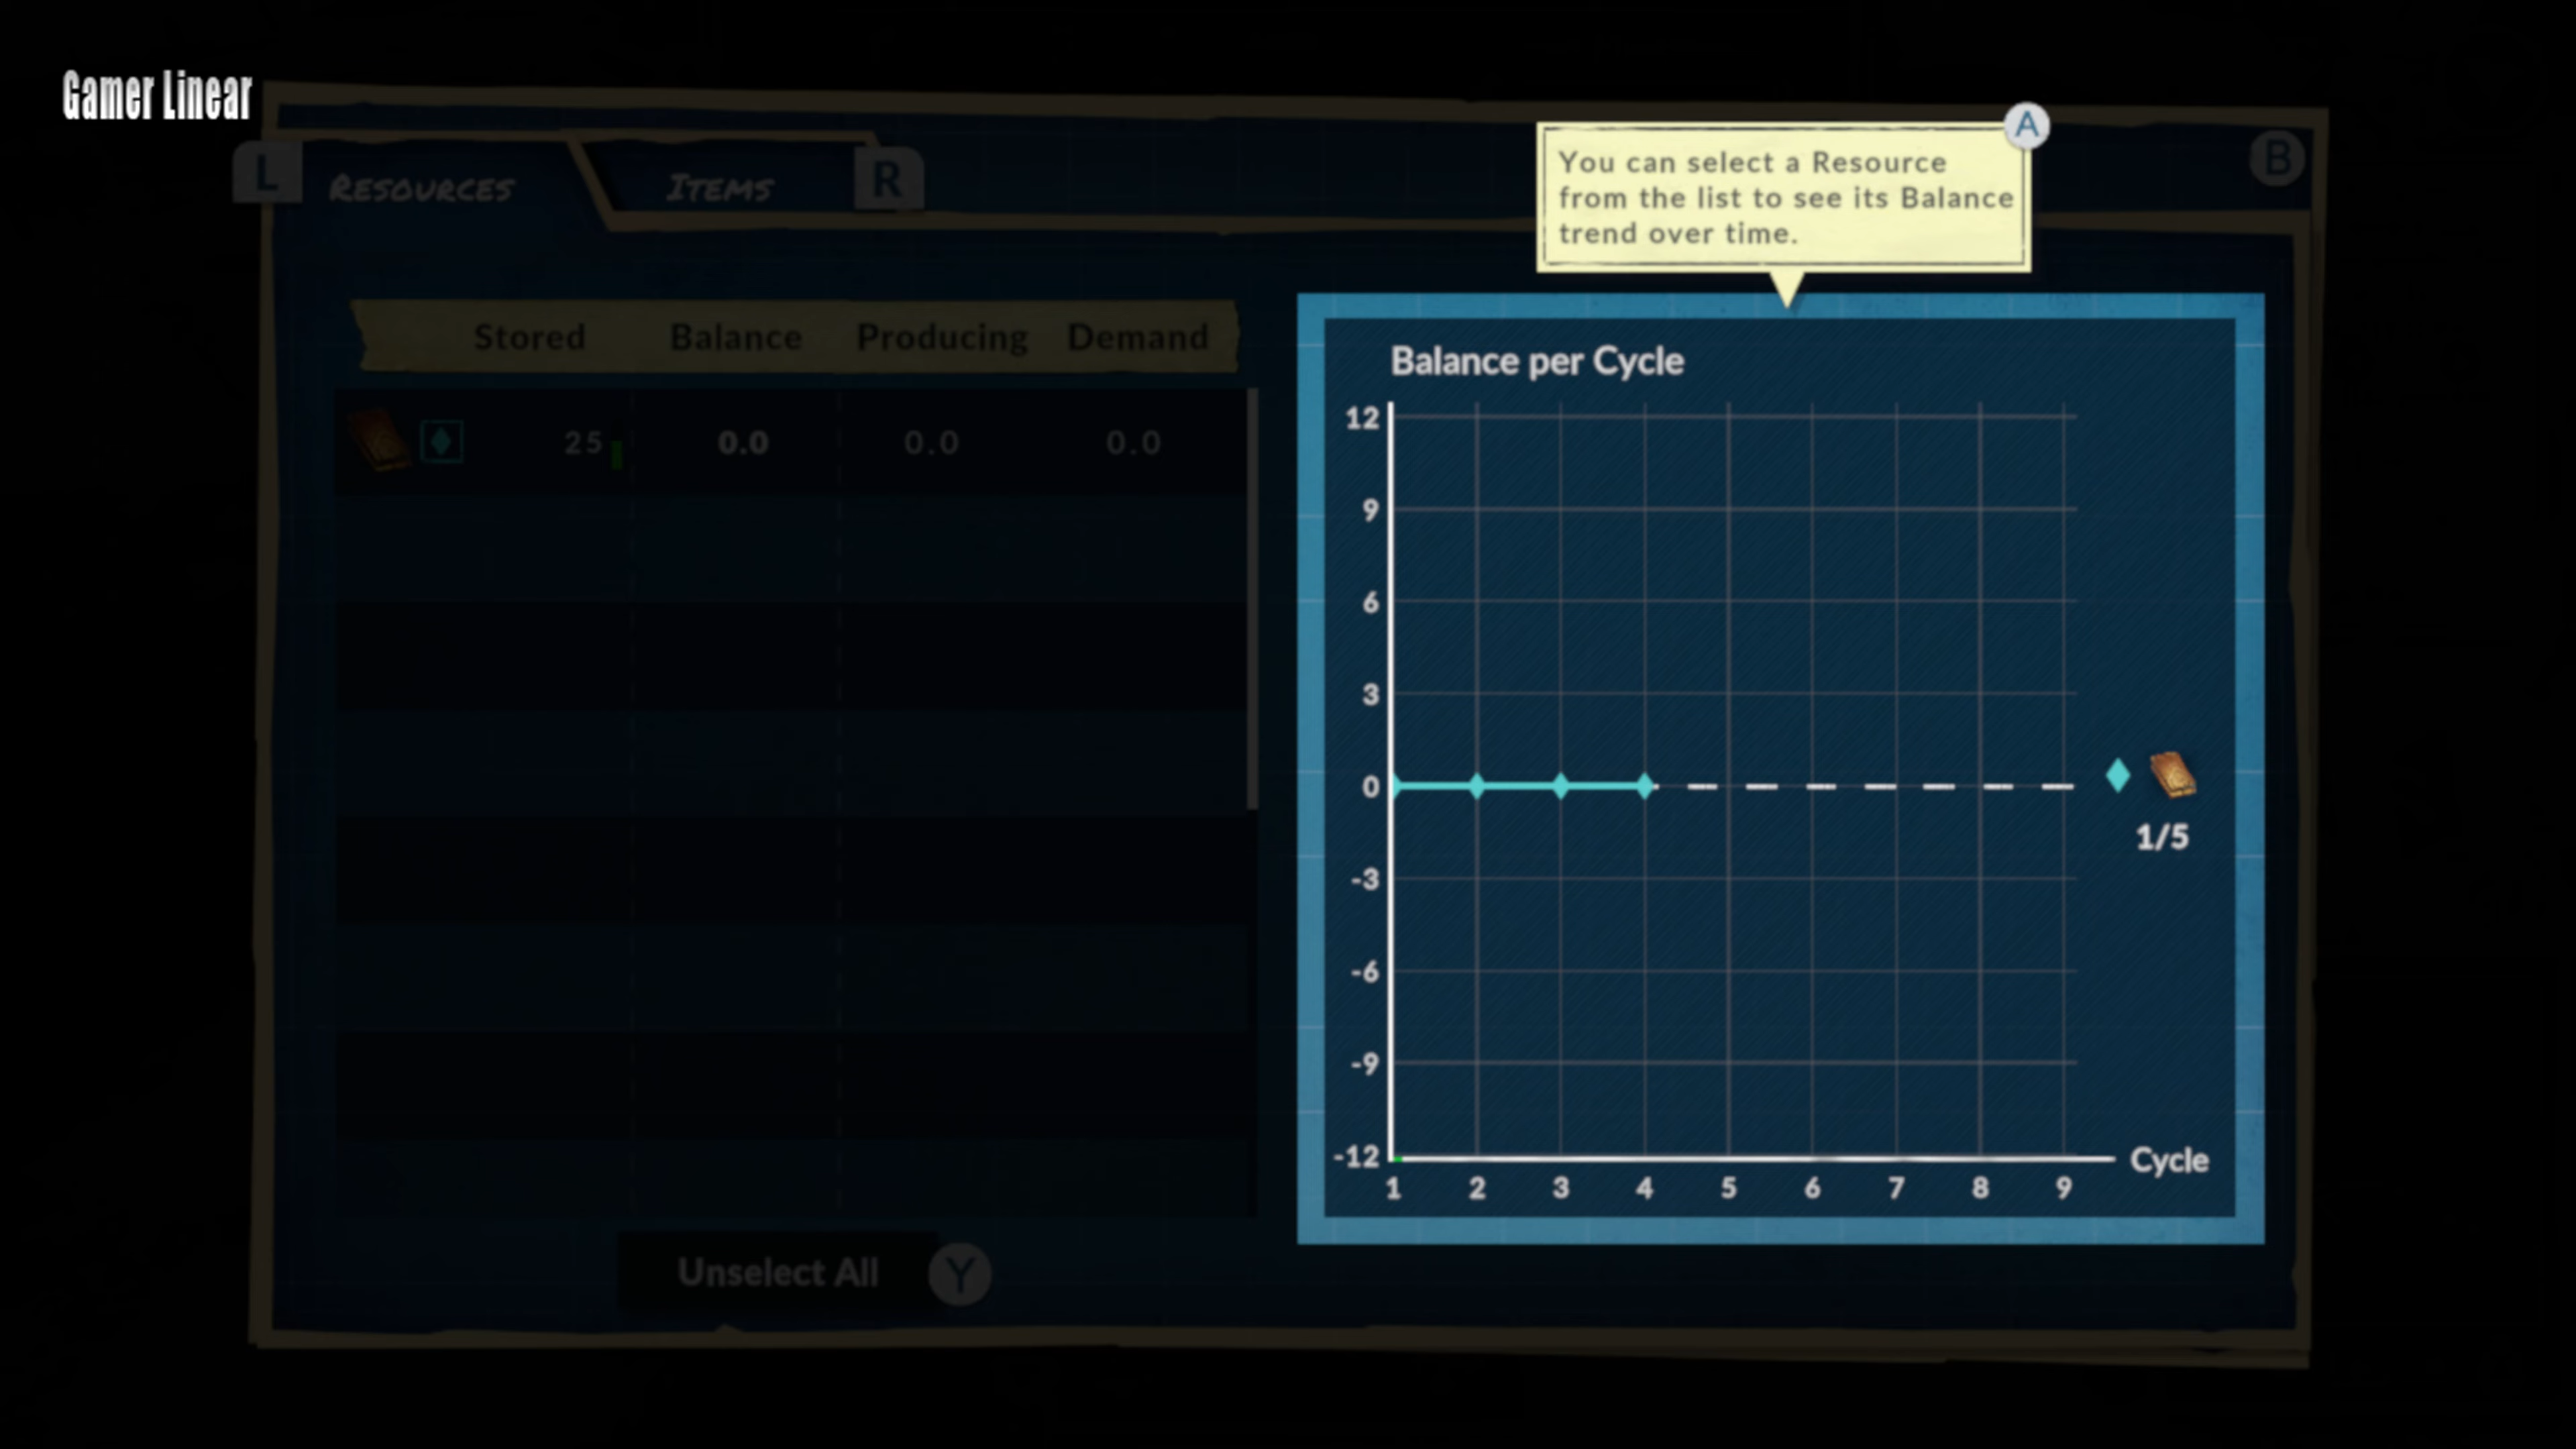 Gamer Linear
L
RESOURCES
ITEMS
R
B
A
You can select a Resource
from the list to see its Balance
trend over time.
Stored Balance Producing Demand
25 0.0 0.0 0.0
Unselect All Y
Balance per Cycle
12
9
6
3
0
-3
-6
-9
-12
1/5
1 2 3 4 5 6 7 8 9
Cycle